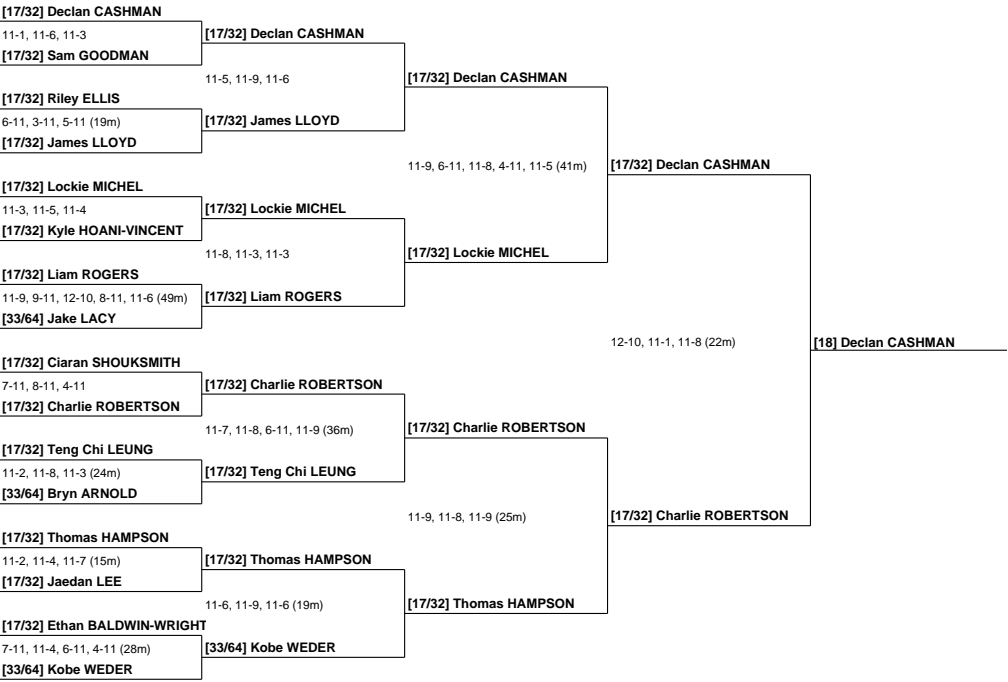 [17/32] Declan CASHMAN
11-1, 11-6, 11-3
[17/32] Sam GOODMAN
[17/32] Riley ELLIS
6-11, 3-11, 5-11 (19m)
[17/32] James LLOYD
[17/32] Lockie MICHEL
11-3, 11-5, 11-4
[17/32] Kyle HOANI-VINCENT
[17/32] Liam ROGERS
11-9, 9-11, 12-10, 8-11, 11-6 (49m)
[33/64] Jake LACY
[17/32] Ciaran SHOUKSMITH
7-11, 8-11, 4-11
[17/32] Charlie ROBERTSON
[17/32] Teng Chi LEUNG
11-2, 11-8, 11-3 (24m)
[33/64] Bryn ARNOLD
[17/32] Thomas HAMPSON
11-2, 11-4, 11-7 (15m)
[17/32] Jaedan LEE
[17/32] Ethan BALDWIN-WRIGHT
7-11, 11-4, 6-11, 4-11 (28m)
[33/64] Kobe WEDER
[17/32] Declan CASHMAN
11-5, 11-9, 11-6
[17/32] James LLOYD
[17/32] Lockie MICHEL
11-8, 11-3, 11-3
[17/32] Liam ROGERS
[17/32] Charlie ROBERTSON
11-7, 11-8, 6-11, 11-9 (36m)
[17/32] Teng Chi LEUNG
[17/32] Thomas HAMPSON
11-6, 11-9, 11-6 (19m)
[33/64] Kobe WEDER
[17/32] Declan CASHMAN
11-9, 6-11, 11-8, 4-11, 11-5 (41m)
[17/32] Lockie MICHEL
[17/32] Charlie ROBERTSON
11-9, 11-8, 11-9 (25m)
[17/32] Thomas HAMPSON
[17/32] Declan CASHMAN
12-10, 11-1, 11-8 (22m)
[17/32] Charlie ROBERTSON
[18] Declan CASHMAN